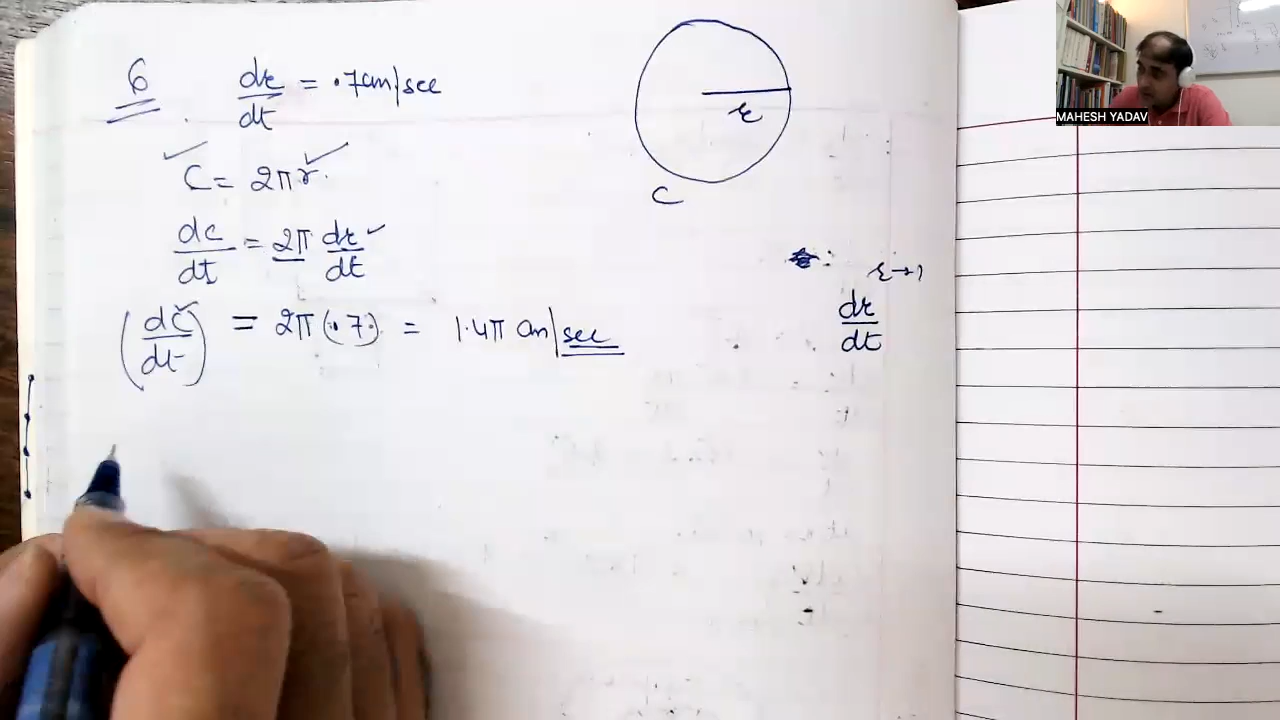 6
dr/dt = .7cm/sec
C = 2πr.
dc/dt = 2π dr/dt
(dc/dt) = 2π(.7) = 1.4π cm/sec
r
C
r→1
dr/dt
MAHESH YADAV